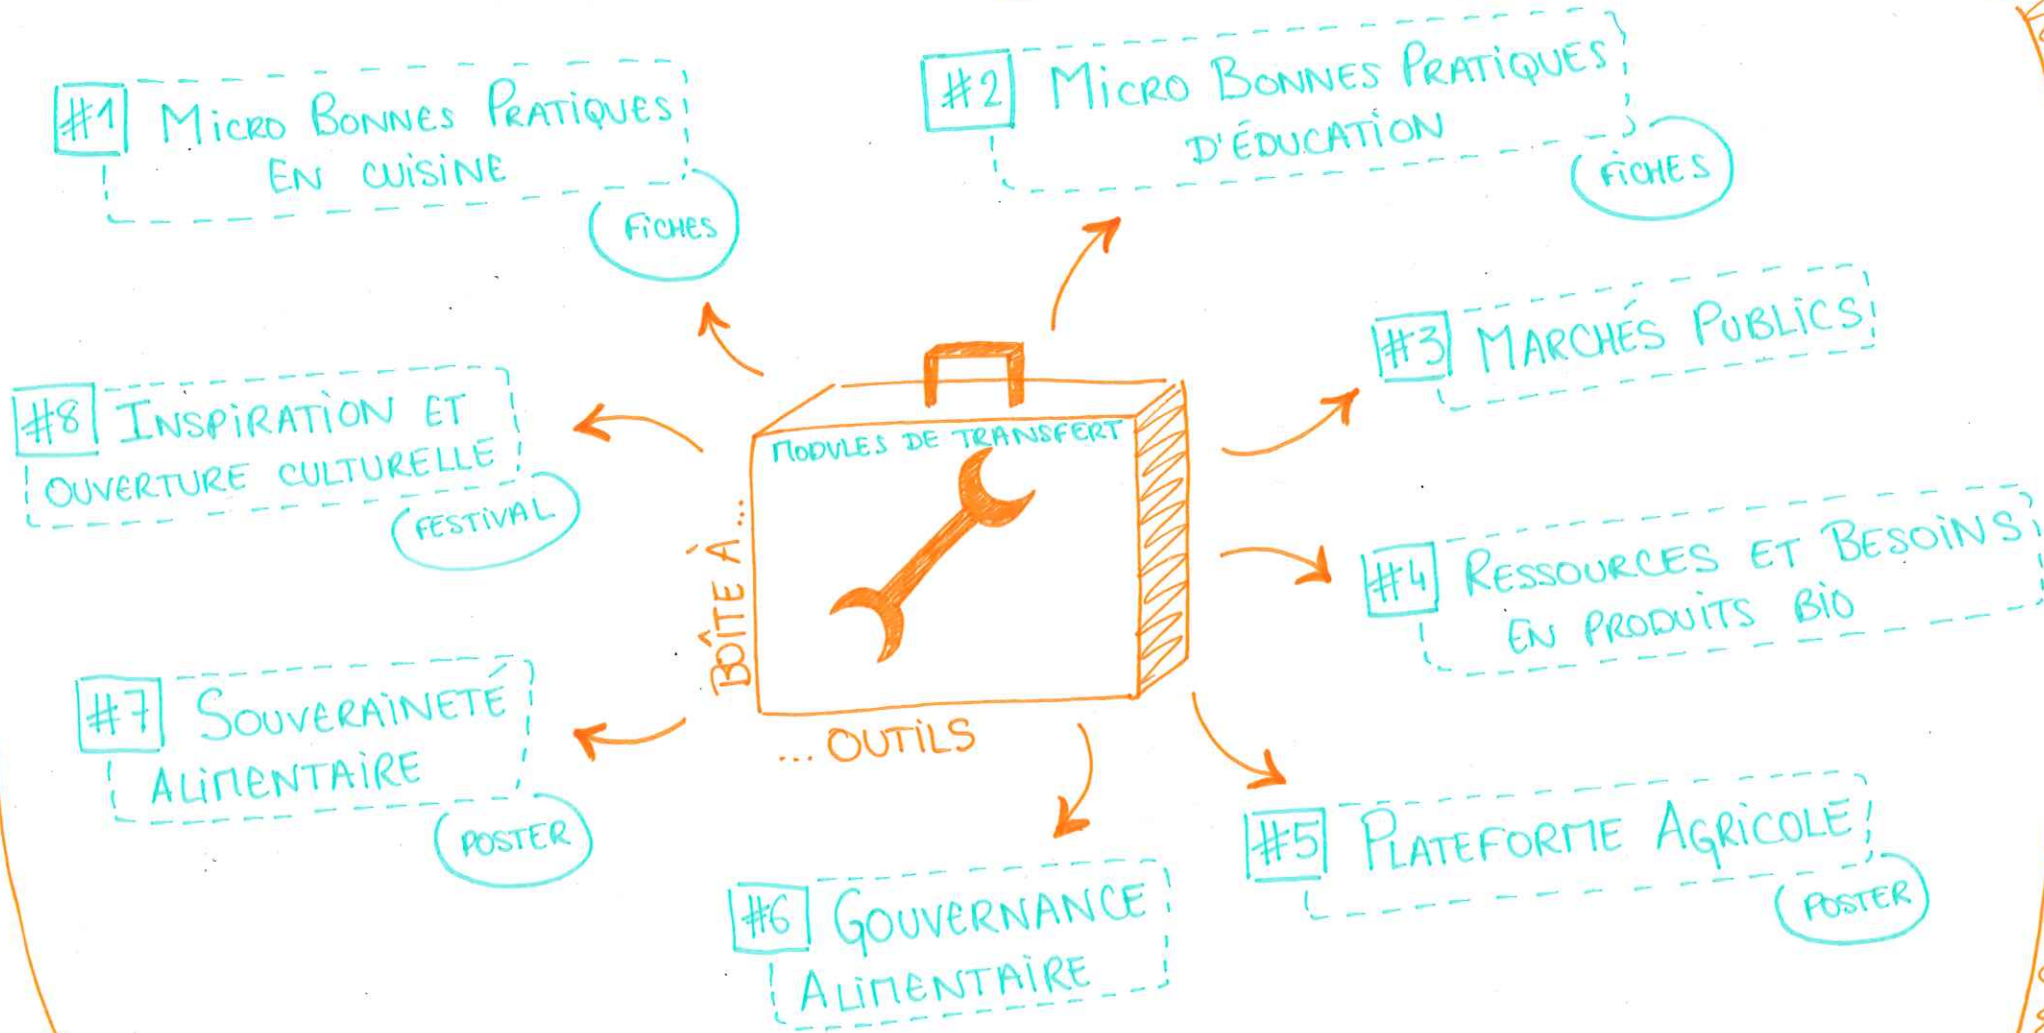 #1 MICRO BONNES PRATIQUES
EN CUISINE
FICHES
#2 MICRO BONNES PRATIQUES
D'ÉDUCATION
FICHES
#3 MARCHÉS PUBLICS
#4 RESSOURCES ET BESOINS
EN PRODUITS BIO
#5 PLATEFORME AGRICOLE
POSTER
#6 GOUVERNANCE
ALIMENTAIRE
#7 SOUVERAINETÉ
ALIMENTAIRE
POSTER
#8 INSPIRATION ET
OUVERTURE CULTURELLE
FESTIVAL
MODULES DE TRANSFERT
BOÎTE À...
... OUTILS